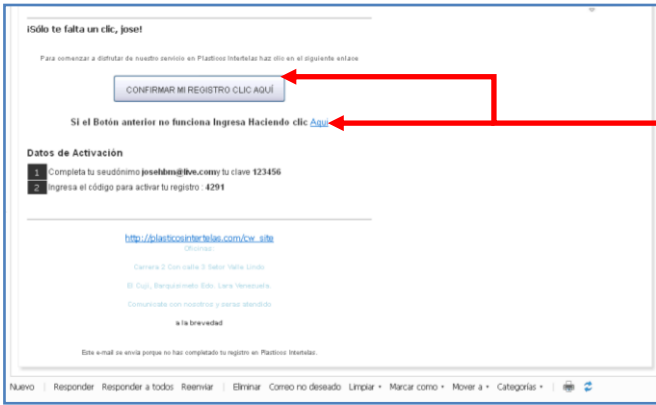 ¡Sólo te falta un clic, jose!
Para comenzar a disfrutar de nuestro servicio en Plasticos Intertelas haz clic en el siguiente enlace
CONFIRMAR MI REGISTRO CLIC AQUÍ
Si el Botón anterior no funciona Ingresa Haciendo clic Aqui
Datos de Activación
1 Completa tu seudónimo josehbm@live.comy tu clave 123456
2 Ingresa el código para activar tu registro : 4291
http://plasticosintertelas.com/cw_site
Oficinas:
Carrera 2 Con calle 5 Setor Valle Lindo
El Cují, Barquisimeto Edo. Lara Venezuela
Comunicate con nosotros y seras atendido
a la brevedad
Este e-mail se envía porque no has completado tu registro en Plasticos Intertelas.
Nuevo Responder Responder a todos Reenviar Eliminar Correo no deseado Limpiar Marcar como Mover a Categorías